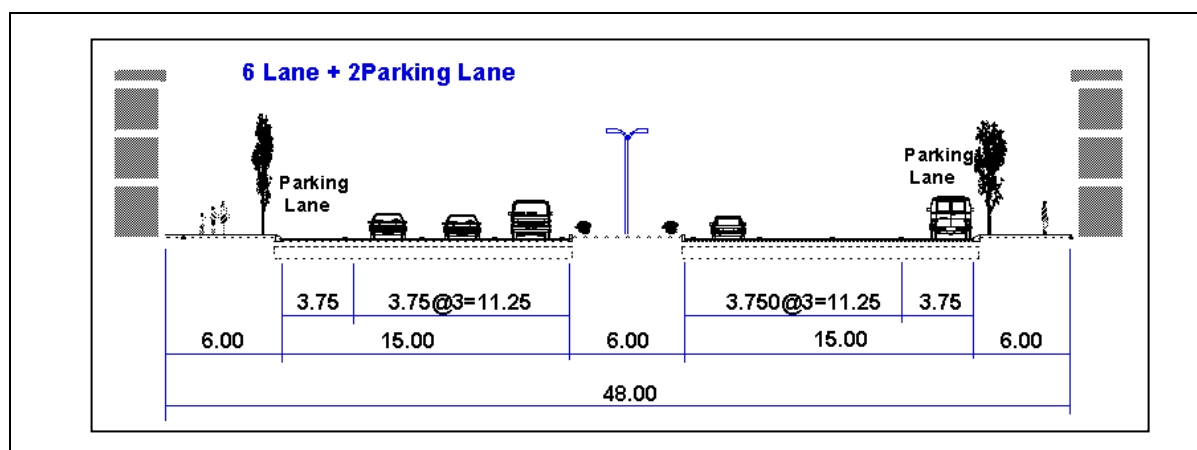 6 Lane + 2Parking Lane
Parking
Lane
Parking
Lane
3.75
3.75@3=11.25
3.750@3=11.25
3.75
6.00
15.00
6.00
15.00
6.00
48.00